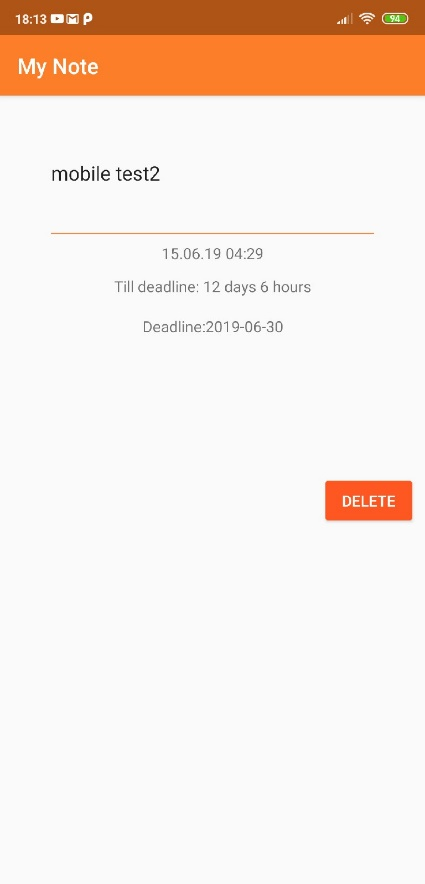 18:13
94
My Note
mobile test2
15.06.19 04:29
Till deadline: 12 days 6 hours
Deadline:2019-06-30
DELETE